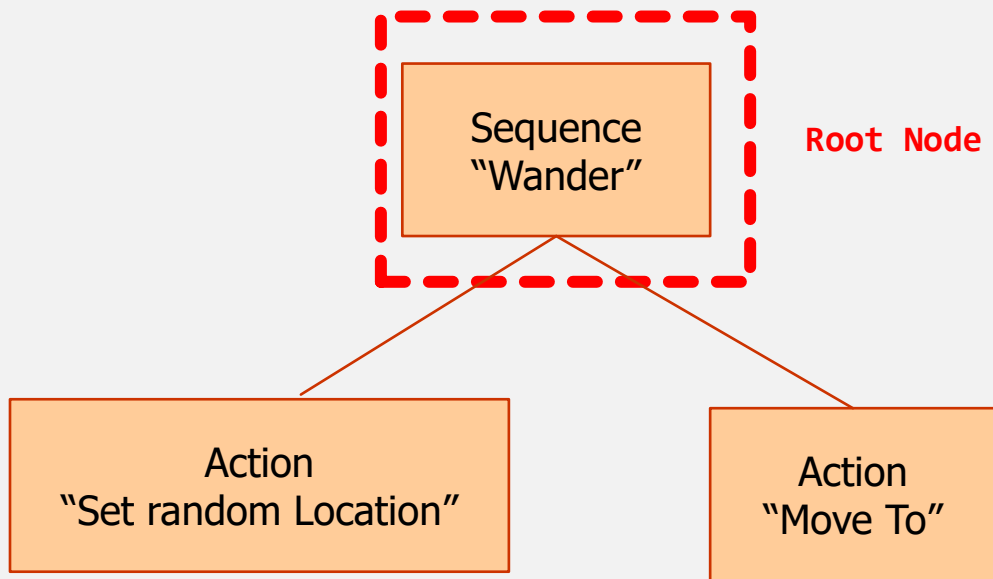 Sequence
“Wander”
Root Node
Action
“Set random Location”
Action
“Move To”